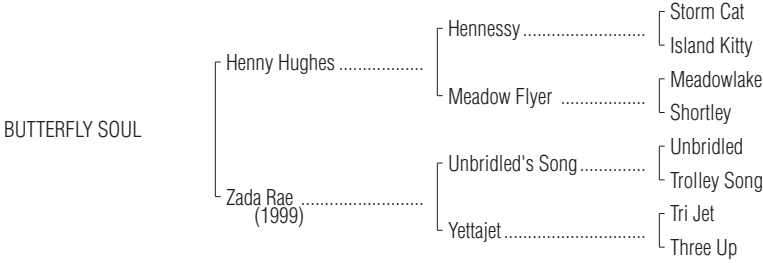 Storm Cat
Hennessy ..........................
Island Kitty
Henny Hughes ..................
Meadowlake
Meadow Flyer ..................
Shortley
BUTTERFLY SOUL
Unbridled
Unbridled's Song ..............
Trolley Song
Zada Rae ..........................
(1999)
Tri Jet
Yettajet ..............................
Three Up